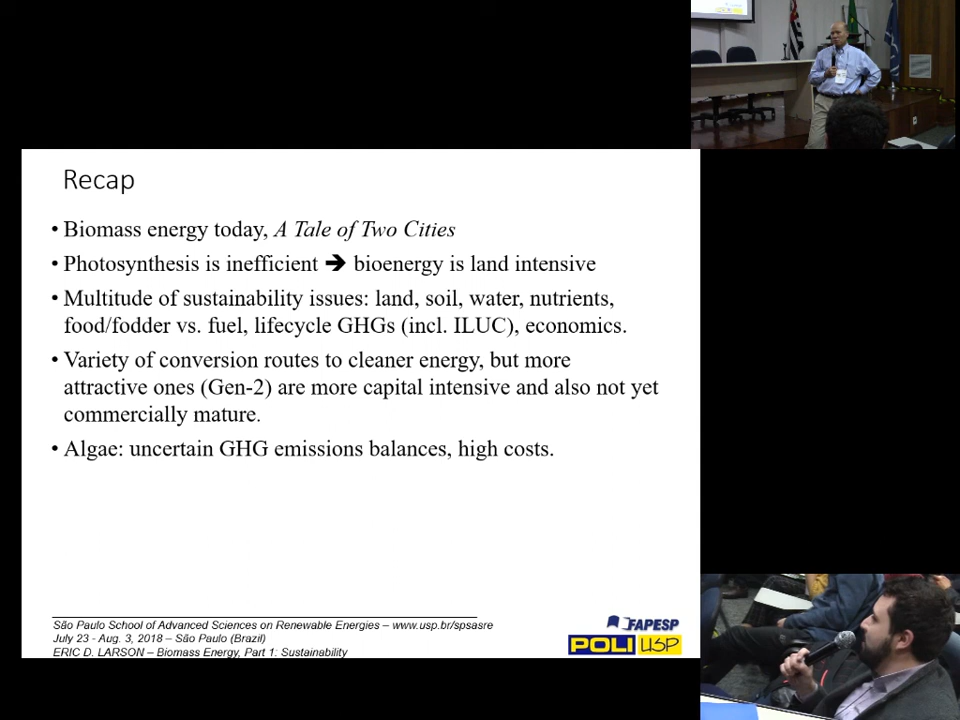 Recap
• Biomass energy today, A Tale of Two Cities
• Photosynthesis is inefficient ➔ bioenergy is land intensive
• Multitude of sustainability issues: land, soil, water, nutrients,
food/fodder vs. fuel, lifecycle GHGs (incl. ILUC), economics.
• Variety of conversion routes to cleaner energy, but more
attractive ones (Gen-2) are more capital intensive and also not yet
commercially mature.
• Algae: uncertain GHG emissions balances, high costs.
São Paulo School of Advanced Sciences on Renewable Energies – www.usp.br/spsasre
July 23 - Aug. 3, 2018 – São Paulo (Brazil)
ERIC D. LARSON – Biomass Energy, Part 1: Sustainability
FAPESP
POLI USP